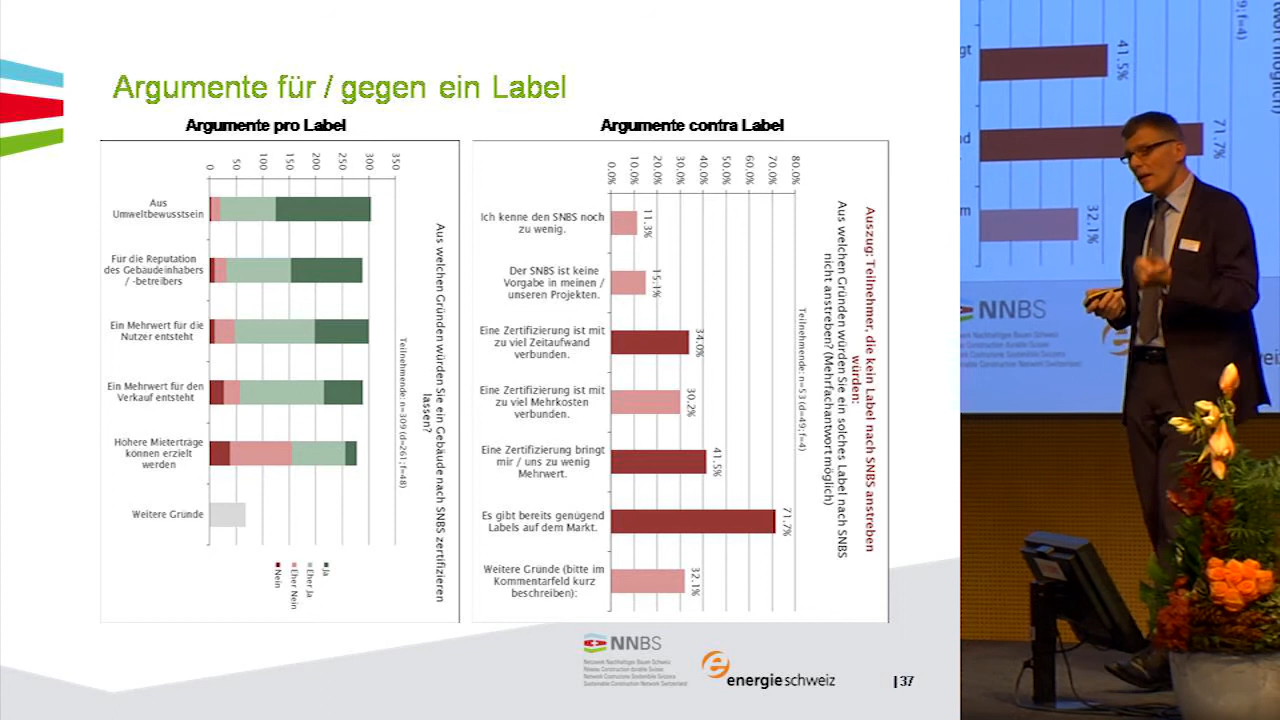 Argumente für / gegen ein Label
Argumente pro Label
Aus welchen Gründen würden Sie ein Gebäude nach SNBS zertifizieren
lassen?
Teilnehmende: n=309 (d=261; f=48)
0
50
100
150
200
250
300
350
Aus
Umweltbewusstsein
Für die Reputation
des Gebäudeinhabers
/ -betreibers
Ein Mehrwert für die
Nutzer entsteht
Ein Mehrwert für den
Verkauf entsteht
Höhere Mieterträge
können erzielt
werden
Weitere Gründe
Ja
Eher Ja
Eher Nein
Nein
Argumente contra Label
Auszug: Teilnehmer, die kein Label nach SNBS anstreben
würden:
Aus welchen Gründen würden Sie ein solches Label nach SNBS
nicht anstreben? (Mehrfachantwort möglich)
Teilnehmende: n=53 (d=49; f=4)
0.0%
10.0%
20.0%
30.0%
40.0%
50.0%
60.0%
70.0%
80.0%
Ich kenne den SNBS noch
zu wenig.
11.3%
Der SNBS ist keine
Vorgabe in meinen /
unseren Projekten.
15.1%
Eine Zertifizierung ist mit
zu viel Zeitaufwand
verbunden.
34.0%
Eine Zertifizierung ist mit
zu viel Mehrkosten
verbunden.
30.2%
Eine Zertifizierung bringt
mir / uns zu wenig
Mehrwert.
41.5%
Es gibt bereits genügend
Labels auf dem Markt.
71.7%
Weitere Gründe (bitte im
Kommentarfeld kurz
beschreiben):
32.1%
NNBS
Netzwerk Nachhaltiges Bauen Schweiz
Réseau Construction durable Suisse
Network Costruzione Sostenibile Svizzera
Sustainable Construction Network Switzerland
energieschweiz
| 37
41.5%
71.7%
32.1%
NNBS